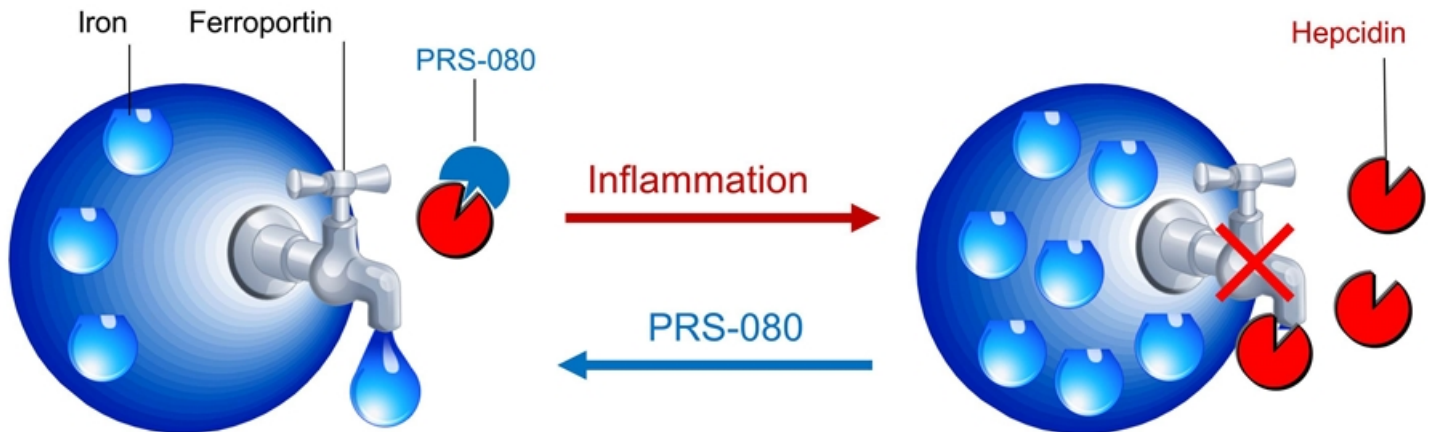 Iron
Ferroportin
PRS-080
Inflammation
PRS-080
Hepcidin